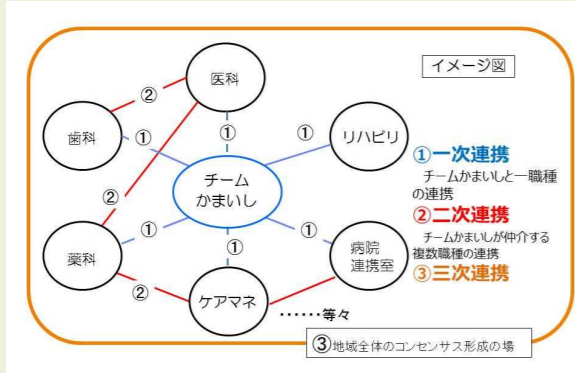 イメージ図
医科
②
②
歯科
①
①
①
リハビリ
チーム
かまいし
①一次連携
チームかまいしと一職種
の連携
②二次連携
チームかまいしが仲介する
複数職種の連携
③三次連携
薬科
①
①
①
病院
連携室
②
ケアマネ
……等々
③地域全体のコンセンサス形成の場